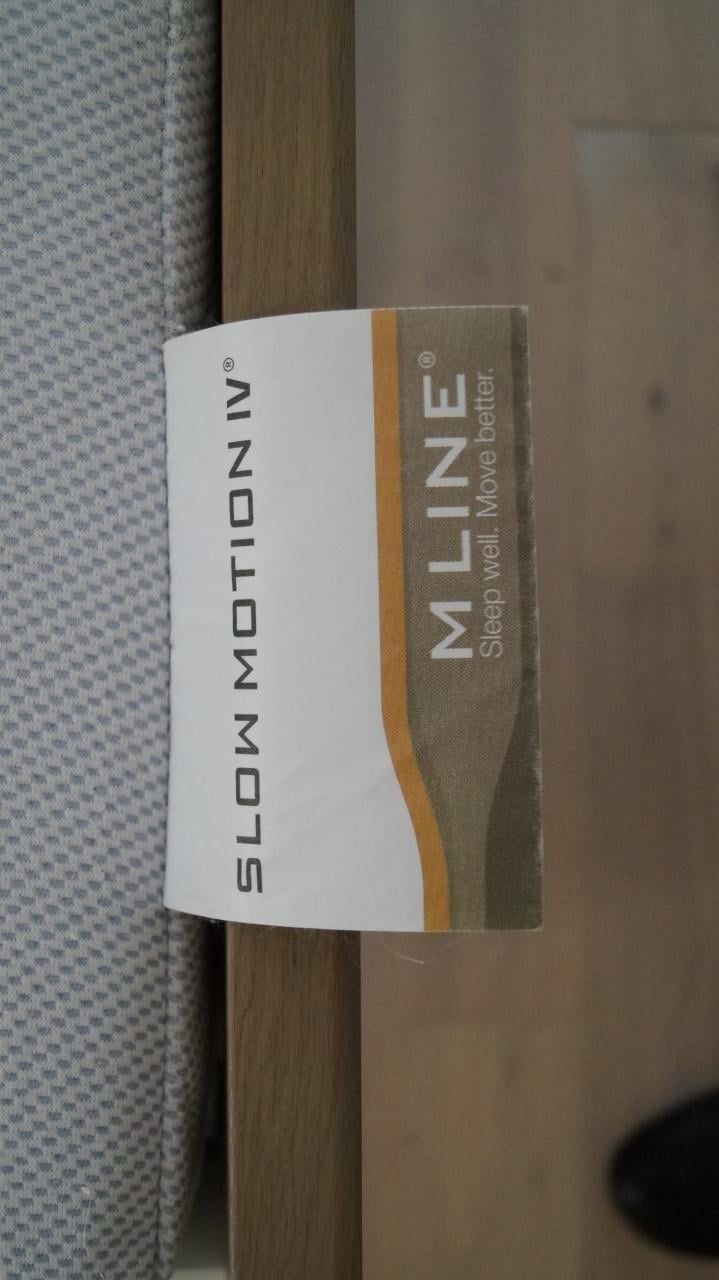 SLOW MOTION IV®
M LINE®
Sleep well. Move better.